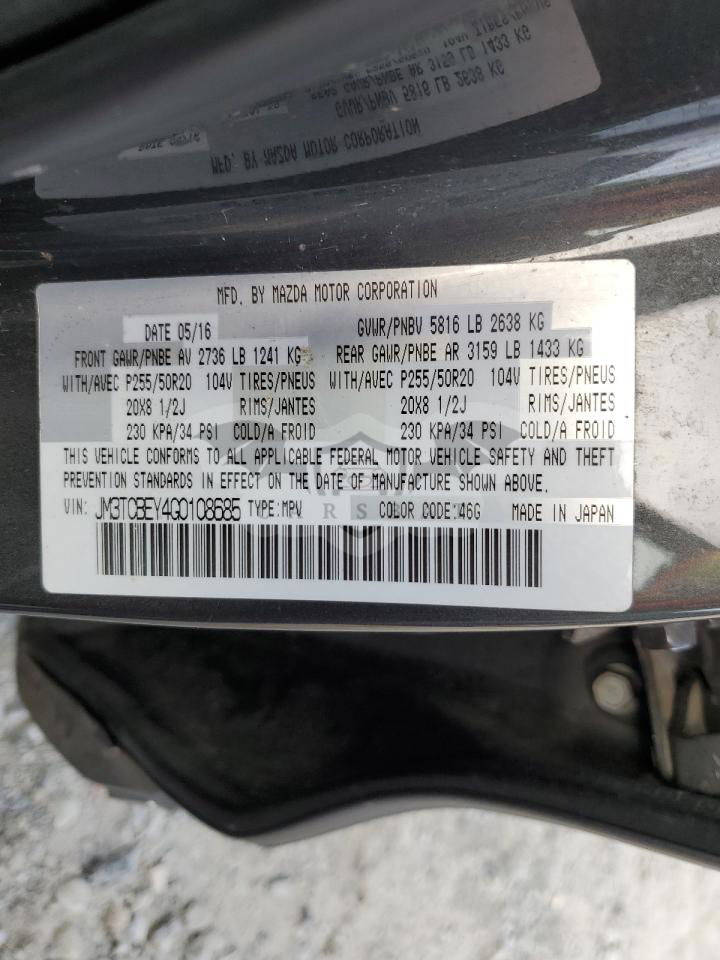 MFD. BY MAZDA MOTOR CORPORATION
DATE 05/16 GVWR/PNBV 5816 LB 2638 KG
FRONT GAWR/PNBE AV 2736 LB 1241 KG REAR GAWR/PNBE AR 3159 LB 1433 KG
WITH/AVEC P255/50R20 104V TIRES/PNEUS WITH/AVEC P255/50R20 104V TIRES/PNEUS
20X8 1/2J RIMS/JANTES 20X8 1/2J RIMS/JANTES
230 KPA/34 PSI COLD/A FROID 230 KPA/34 PSI COLD/A FROID
THIS VEHICLE CONFORMS TO ALL APPLICABLE FEDERAL MOTOR VEHICLE SAFETY AND THEFT
PREVENTION STANDARDS IN EFFECT ON THE DATE OF MANUFACTURE SHOWN ABOVE.
VIN: JM3TCBEY4G0108685 TYPE:MPV COLOR CODE:46G MADE IN JAPAN